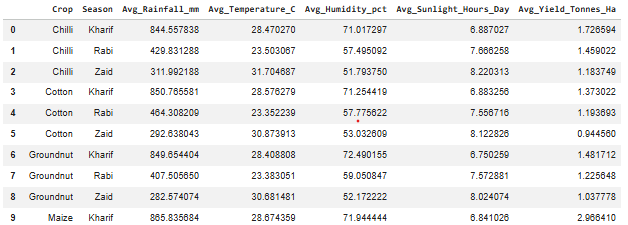 Crop Season Avg_Rainfall_mm Avg_Temperature_C Avg_Humidity_pct Avg_Sunlight_Hours_Day Avg_Yield_Tonnes_Ha
0 Chilli Kharif 844.557838 28.470270 71.017297 6.887027 1.726594
1 Chilli Rabi 429.831288 23.503067 57.495092 7.666258 1.459022
2 Chilli Zaid 311.992188 31.704687 51.793750 8.220313 1.183749
3 Cotton Kharif 850.765581 28.576279 71.254419 6.883256 1.373022
4 Cotton Rabi 464.308209 23.352239 57.775622 7.556716 1.193693
5 Cotton Zaid 292.638043 30.873913 53.032609 8.122826 0.944560
6 Groundnut Kharif 849.654404 28.408808 72.490155 6.750259 1.481712
7 Groundnut Rabi 407.505650 23.383051 59.050847 7.572881 1.225648
8 Groundnut Zaid 282.574074 30.681481 52.172222 8.024074 1.037778
9 Maize Kharif 865.835684 28.674359 71.944444 6.841026 2.966410